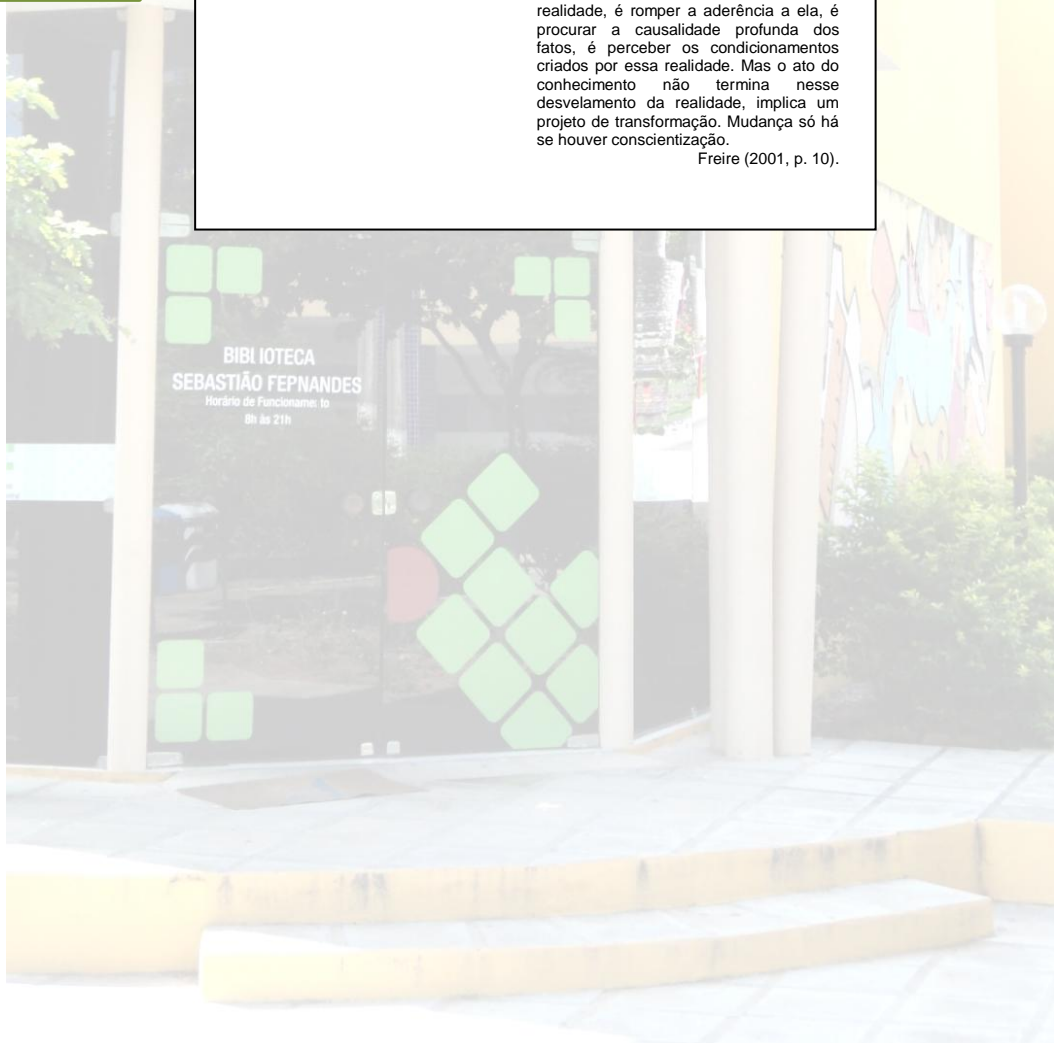 realidade, é romper a aderência a ela, é
procurar a causalidade profunda dos
fatos, é perceber os condicionamentos
criados por essa realidade. Mas o ato do
conhecimento não termina nesse
desvelamento da realidade, implica um
projeto de transformação. Mudança só há
se houver conscientização.
Freire (2001, p. 10).
BIBL IOTECA
SEBASTIÃO FEPNANDES
Horário de Funcioname: to
8h às 21h